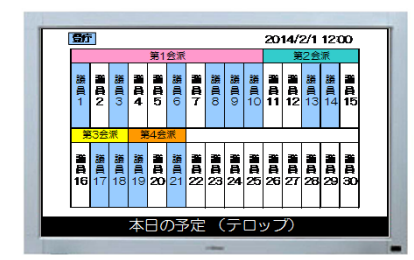 登庁 2014/2/1 12:00
第1会派 第2会派
議員1 議員2 議員3 議員4 議員5 議員6 議員7 議員8 議員9 議員10 議員11 議員12 議員13 議員14 議員15
第3会派 第4会派
議員16 議員17 議員18 議員19 議員20 議員21 議員22 議員23 議員24 議員25 議員26 議員27 議員28 議員29 議員30
本日の予定 (テロップ)